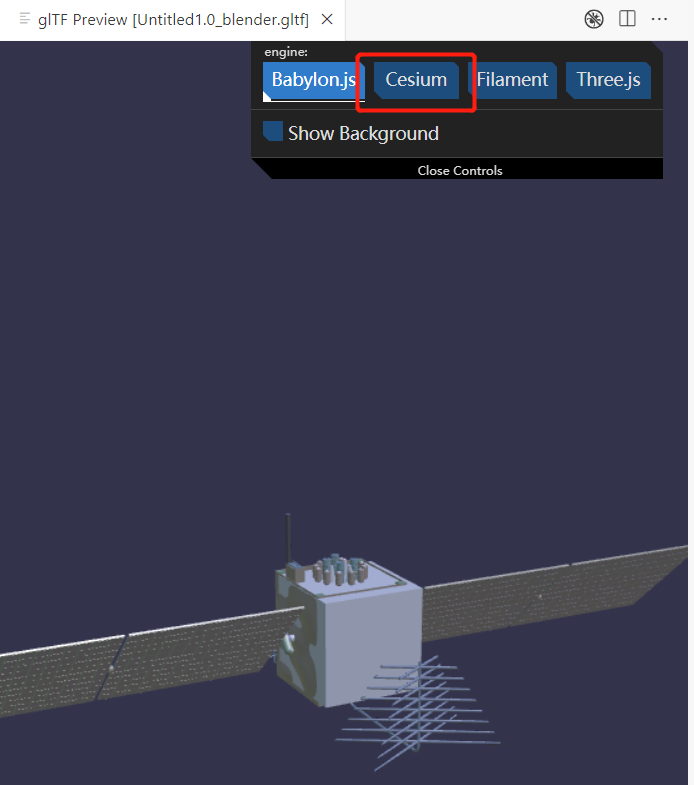 glTF Preview [Untitled1.0_blender.gltf]
engine:
Babylon.js Cesium Filament Three.js
Show Background
Close Controls